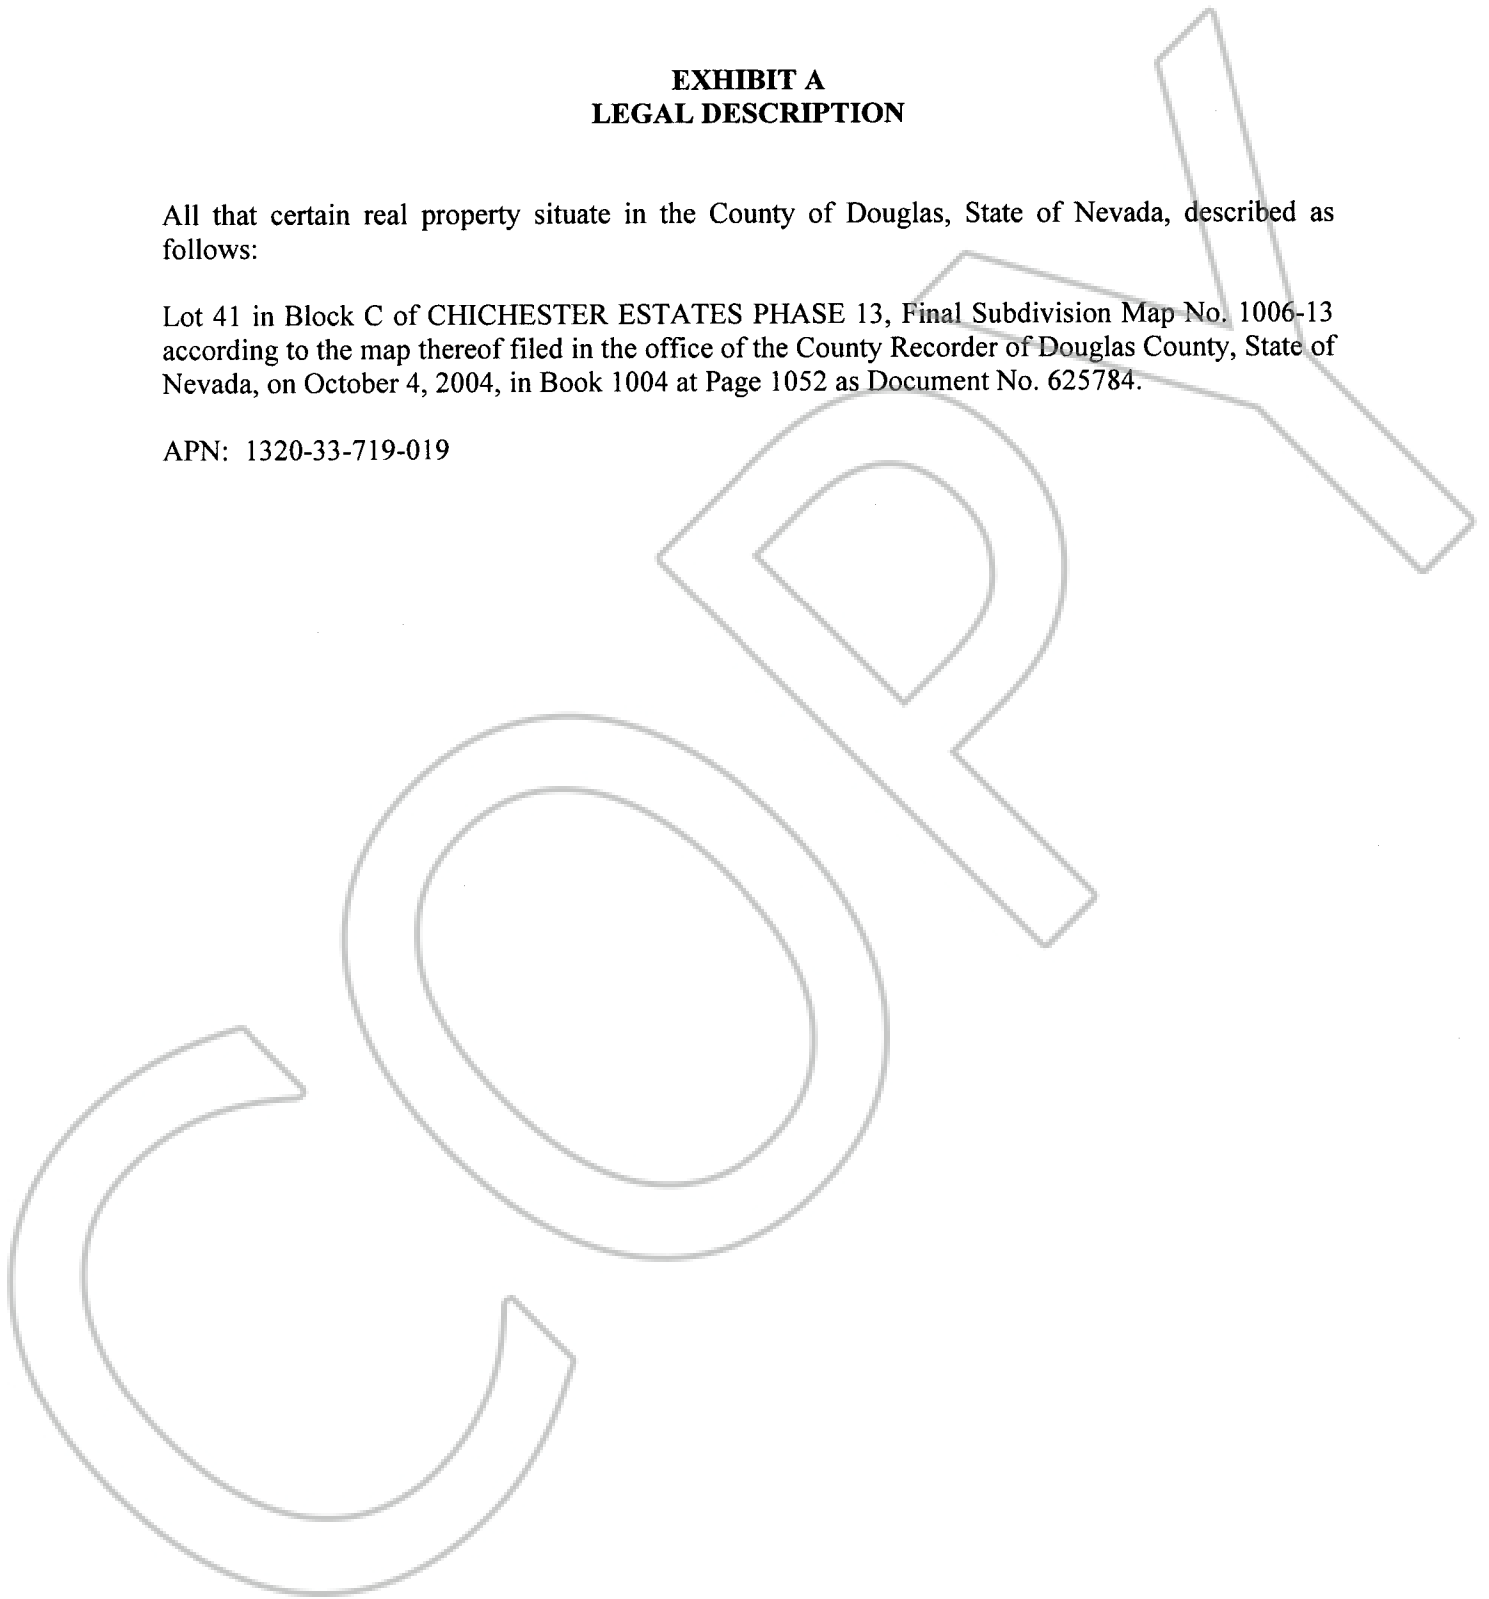 EXHIBIT A
LEGAL DESCRIPTION
All that certain real property situate in the County of Douglas, State of Nevada, described as
follows:
Lot 41 in Block C of CHICHESTER ESTATES PHASE 13, Final Subdivision Map No. 1006-13
according to the map thereof filed in the office of the County Recorder of Douglas County, State of
Nevada, on October 4, 2004, in Book 1004 at Page 1052 as Document No. 625784.
APN: 1320-33-719-019
COPY